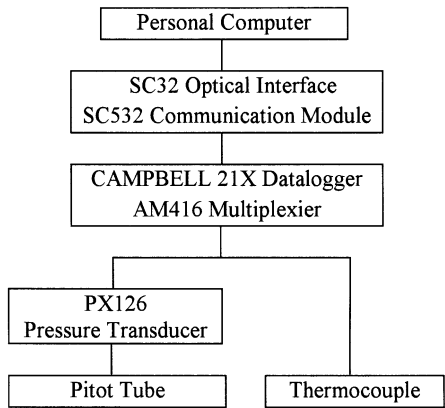 Personal Computer
SC32 Optical Interface
SC532 Communication Module
CAMPBELL 21X Datalogger
AM416 Multiplexier
PX126
Pressure Transducer
Pitot Tube
Thermocouple